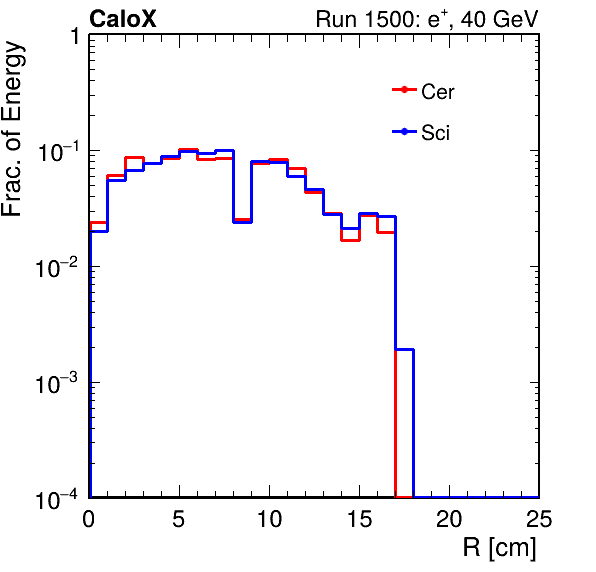 CaloX Run 1500: e⁺, 40 GeV
Frac. of Energy
1
10⁻¹
10⁻²
10⁻³
10⁻⁴
Cer
Sci
0 5 10 15 20 25
R [cm]